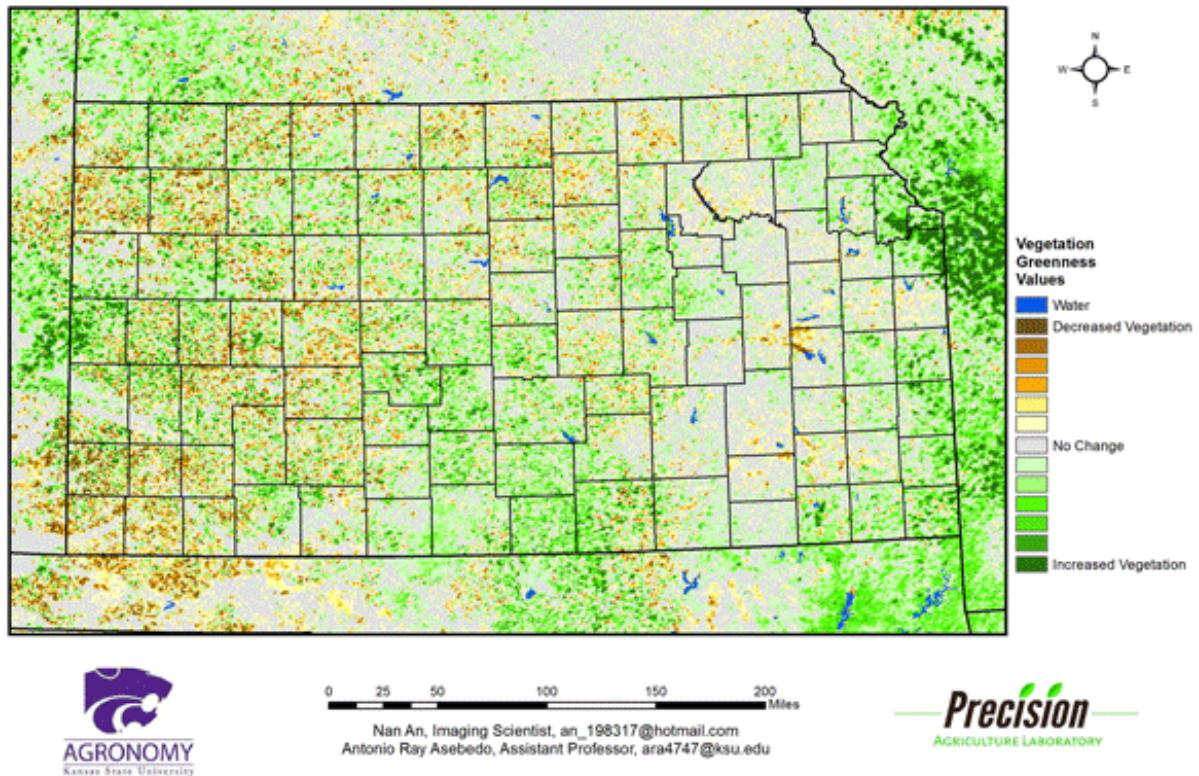 N
W
E
S
Vegetation
Greenness
Values
Water
Decreased Vegetation
No Change
Increased Vegetation
0 25 50 100 150 200
Miles
Nan An, Imaging Scientist, an_198317@hotmail.com
Antonio Ray Asebedo, Assistant Professor, ara4747@ksu.edu
AGRONOMY
Kansas State University
Precision
AGRICULTURE LABORATORY